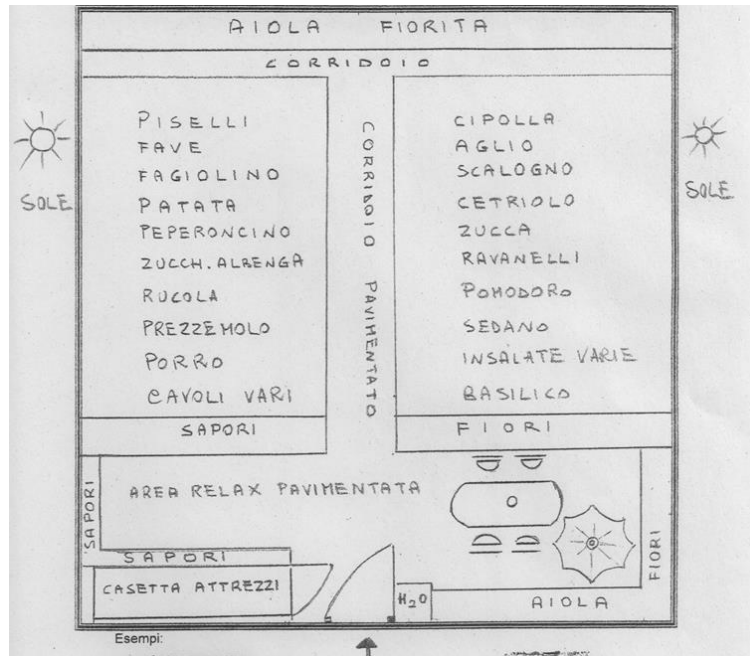 AIOLA FIORITA
CORRIDOIO
PISELLI
FAVE
FAGIOLINO
PATATA
PEPERONCINO
ZUCCH. ALBENGA
RUCOLA
PREZZEMOLO
PORRO
CAVOLI VARI
SAPORI
CORRIDOIO PAVIMENTATO
CIPOLLA
AGLIO
SCALOGNO
CETRIOLO
ZUCCA
RAVANELLI
POMODORO
SEDANO
INSALATE VARIE
BASILICO
FIORI
SOLE
SOLE
SAPORI
AREA RELAX PAVIMENTATA
SAPORI
CASETTA ATTREZZI
H2O
AIOLA
FIORI
Esempi: